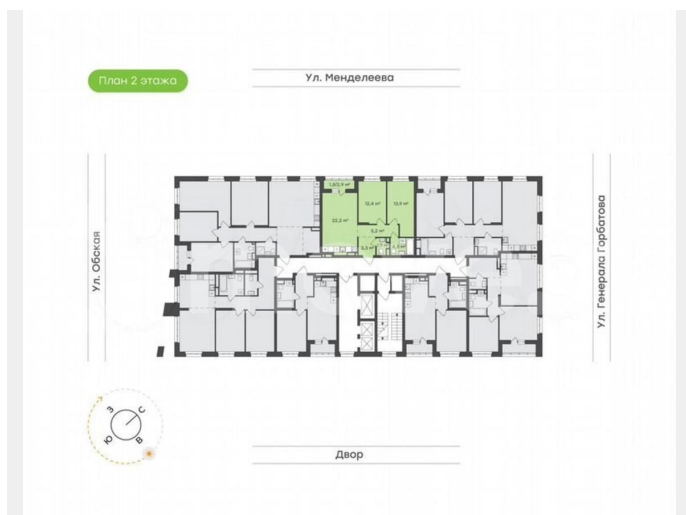 План 2 этажа
Ул. Менделеева
Ул. Обская
Ул. Генерала Горбатова
22,2 м²
12,4 м²
13,9 м²
5,2 м²
З
С
Ю
В
Двор